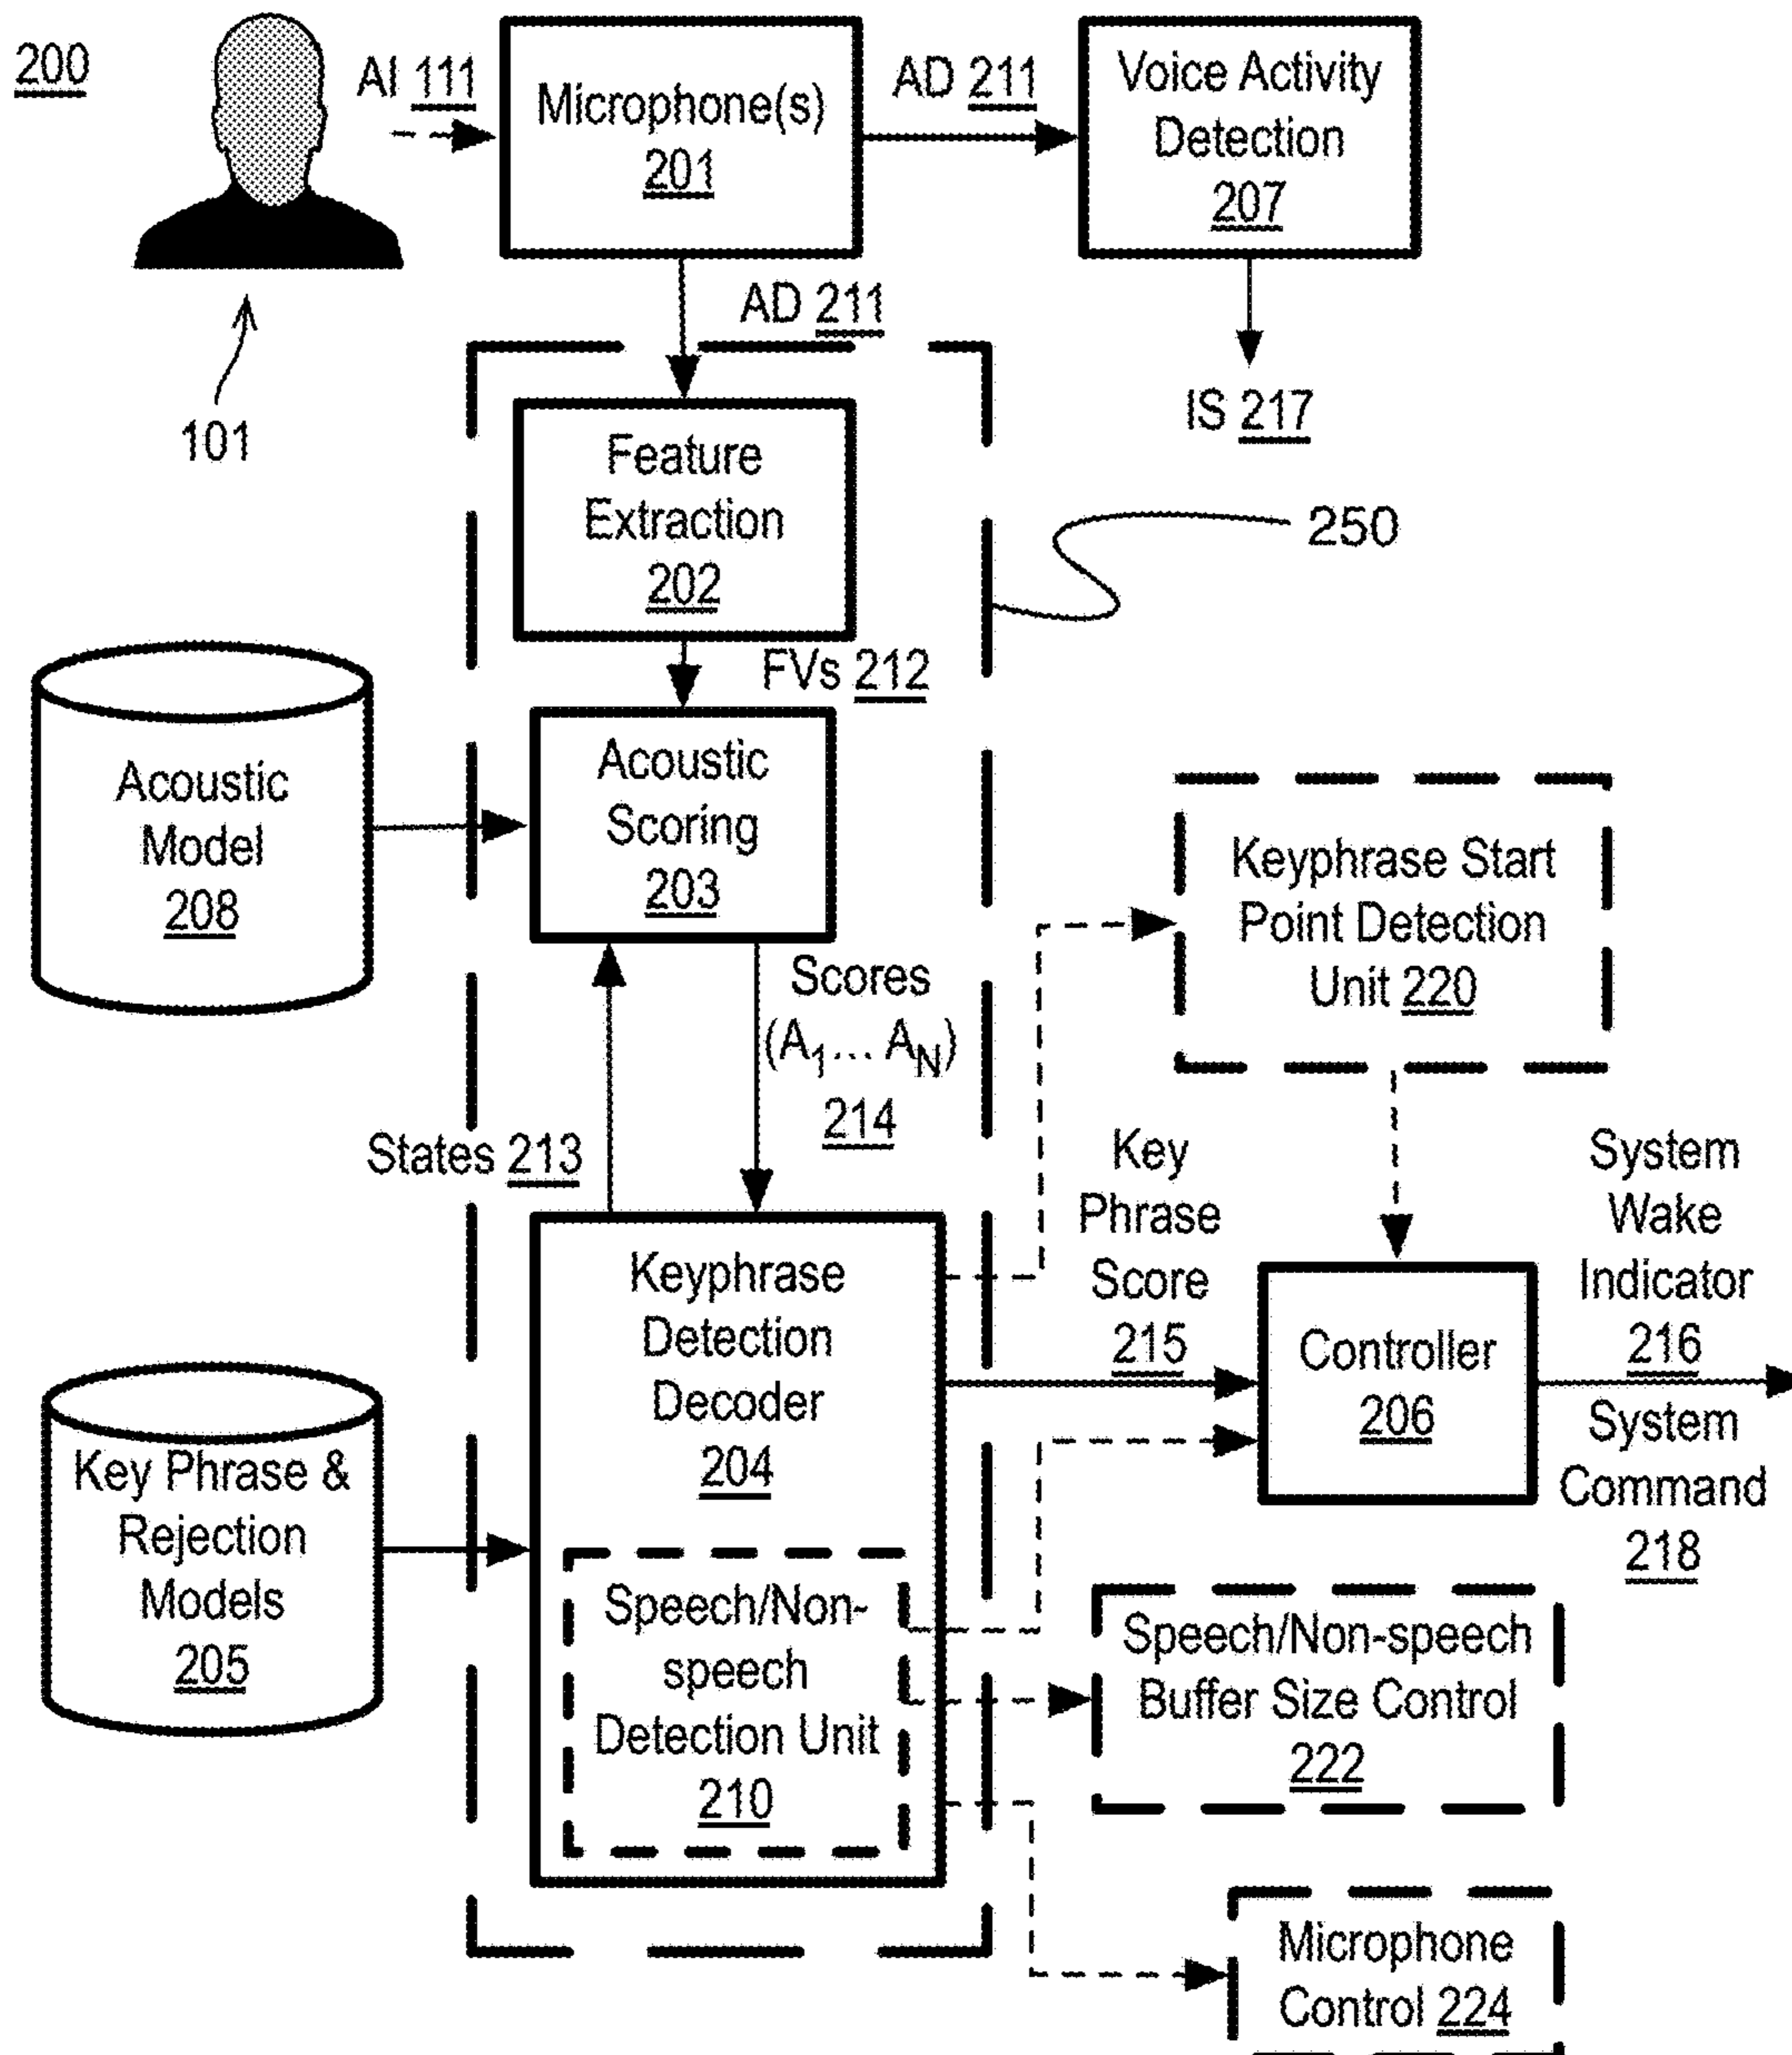 200
AI 111
Microphone(s)
201
AD 211
Voice Activity
Detection
207
IS 217
101
AD 211
Feature
Extraction
202
250
FVs 212
Acoustic
Model
208
Acoustic
Scoring
203
Keyphrase Start
Point Detection
Unit 220
States 213
Scores
(A1... AN)
214
Key
Phrase
Score
215
System
Wake
Indicator
216
System
Command
218
Controller
206
Keyphrase
Detection
Decoder
204
Key Phrase &
Rejection
Models
205
Speech/Non-
speech
Detection Unit
210
Speech/Non-speech
Buffer Size Control
222
Microphone
Control 224